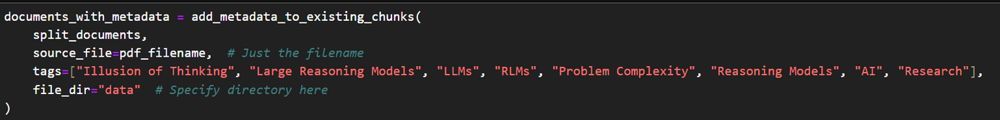 documents_with_metadata = add_metadata_to_existing_chunks(
    split_documents,
    source_file=pdf_filename,  # Just the filename
    tags=["Illusion of Thinking", "Large Reasoning Models", "LLMs", "RLMs", "Problem Complexity", "Reasoning Models", "AI", "Research"],
    file_dir="data"  # Specify directory here
)